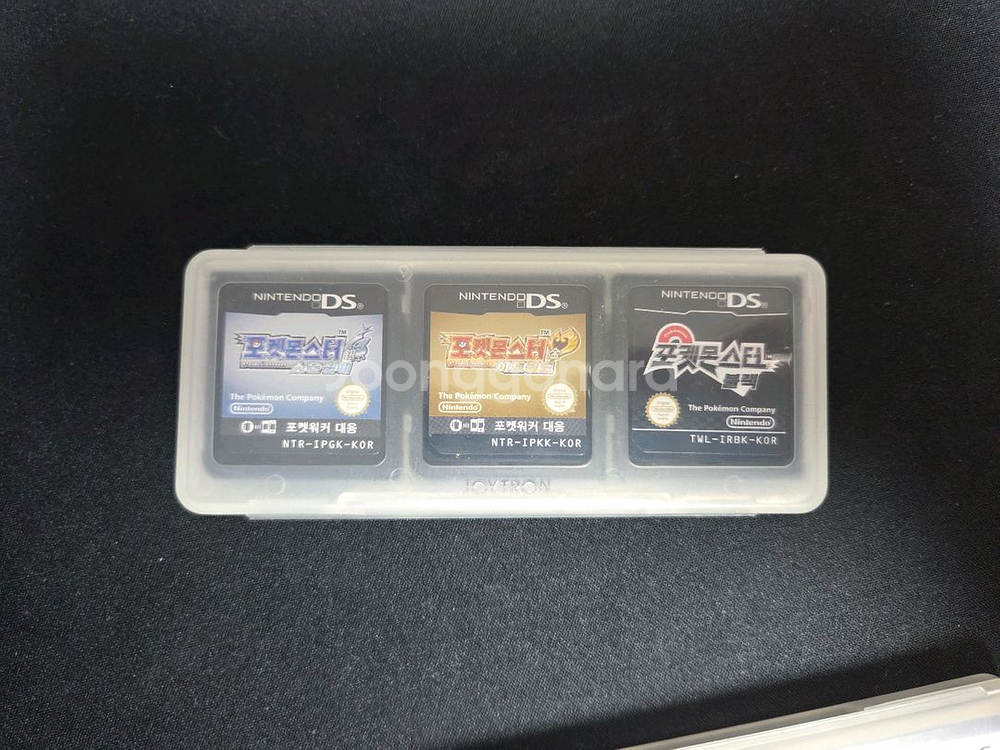 NINTENDO DS
포켓몬스터
The Pokémon Company
Nintendo
포켓워커 대응
NTR-IPGK-KOR
NINTENDO DS
포켓몬스터
The Pokémon Company
Nintendo
포켓워커 대응
NTR-IPKK-KOR
NINTENDO DS
포켓몬스터
블랙
The Pokémon Company
Nintendo
TWL-IRBK-KOR
Joonggonara
JOYTRON